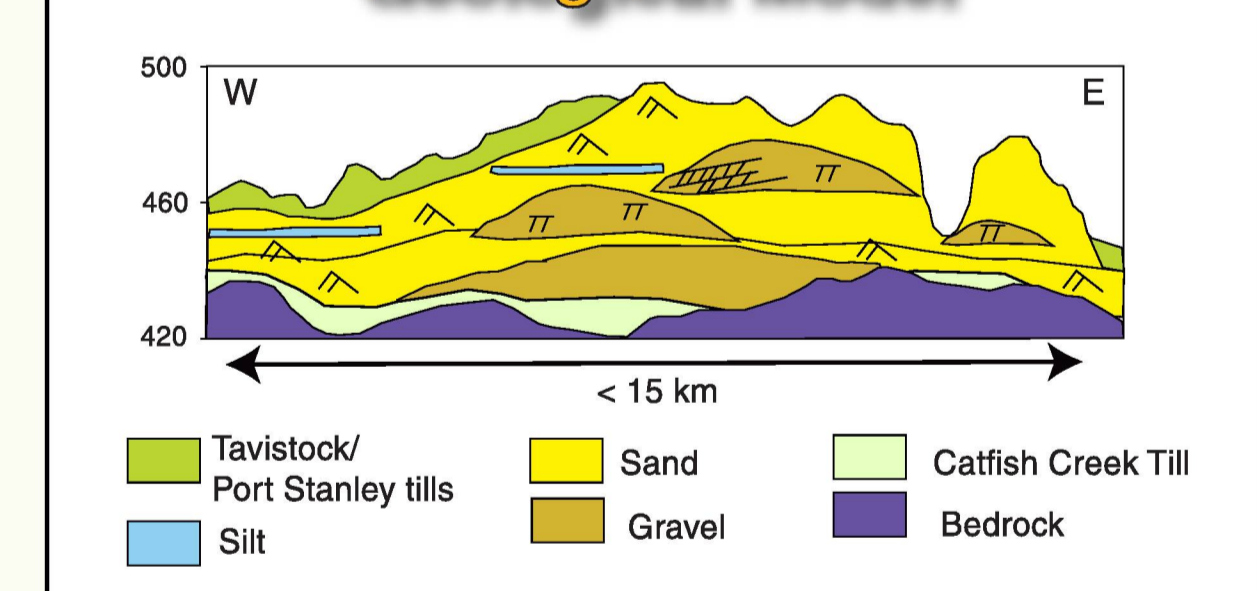 500
W
E
460
420
< 15 km
Tavistock/
Port Stanley tills
Sand
Catfish Creek Till
Silt
Gravel
Bedrock